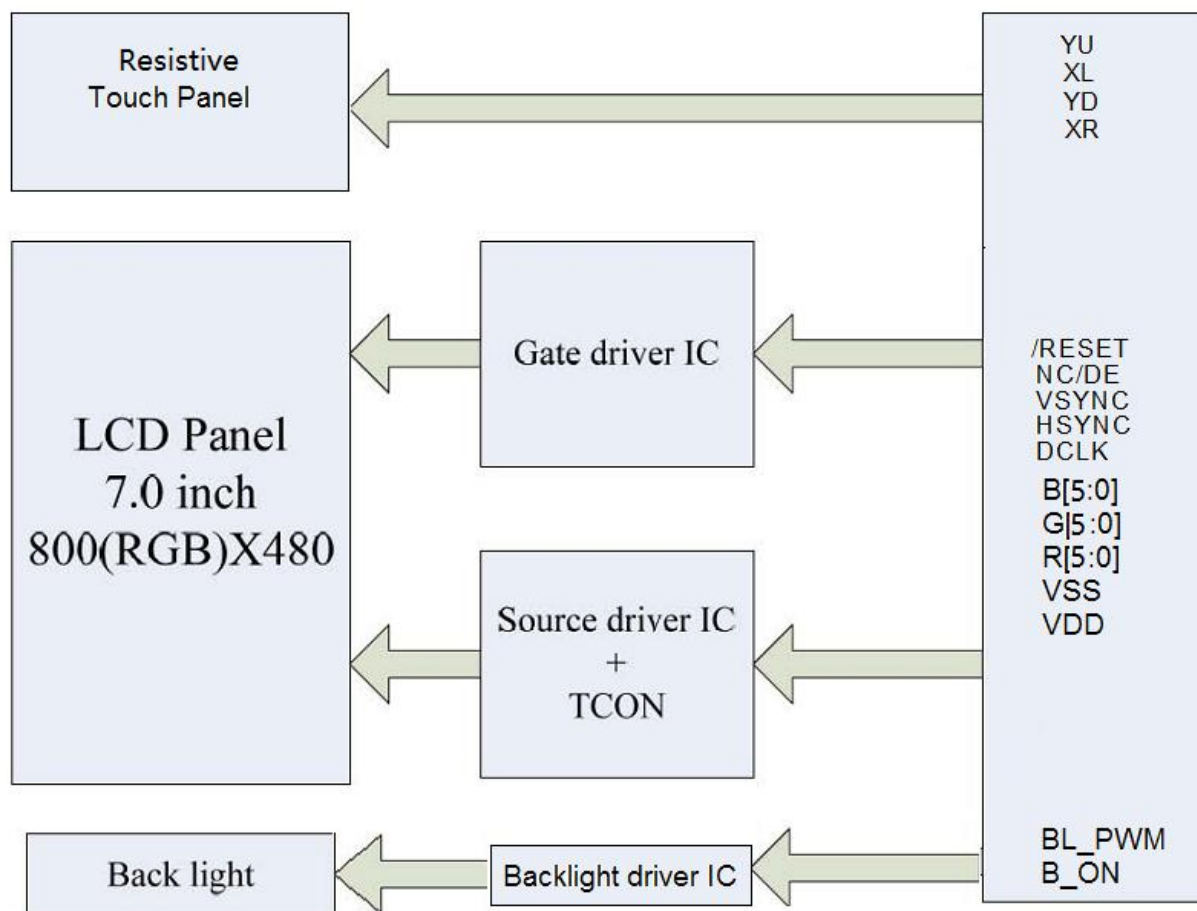 Resistive
Touch Panel
YU
XL
YD
XR
LCD Panel
7.0 inch
800(RGB)X480
Gate driver IC
/RESET
NC/DE
VSYNC
HSYNC
DCLK
B[5:0]
G[5:0]
R[5:0]
VSS
VDD
Source driver IC
+
TCON
Back light
Backlight driver IC
BL_PWM
B_ON